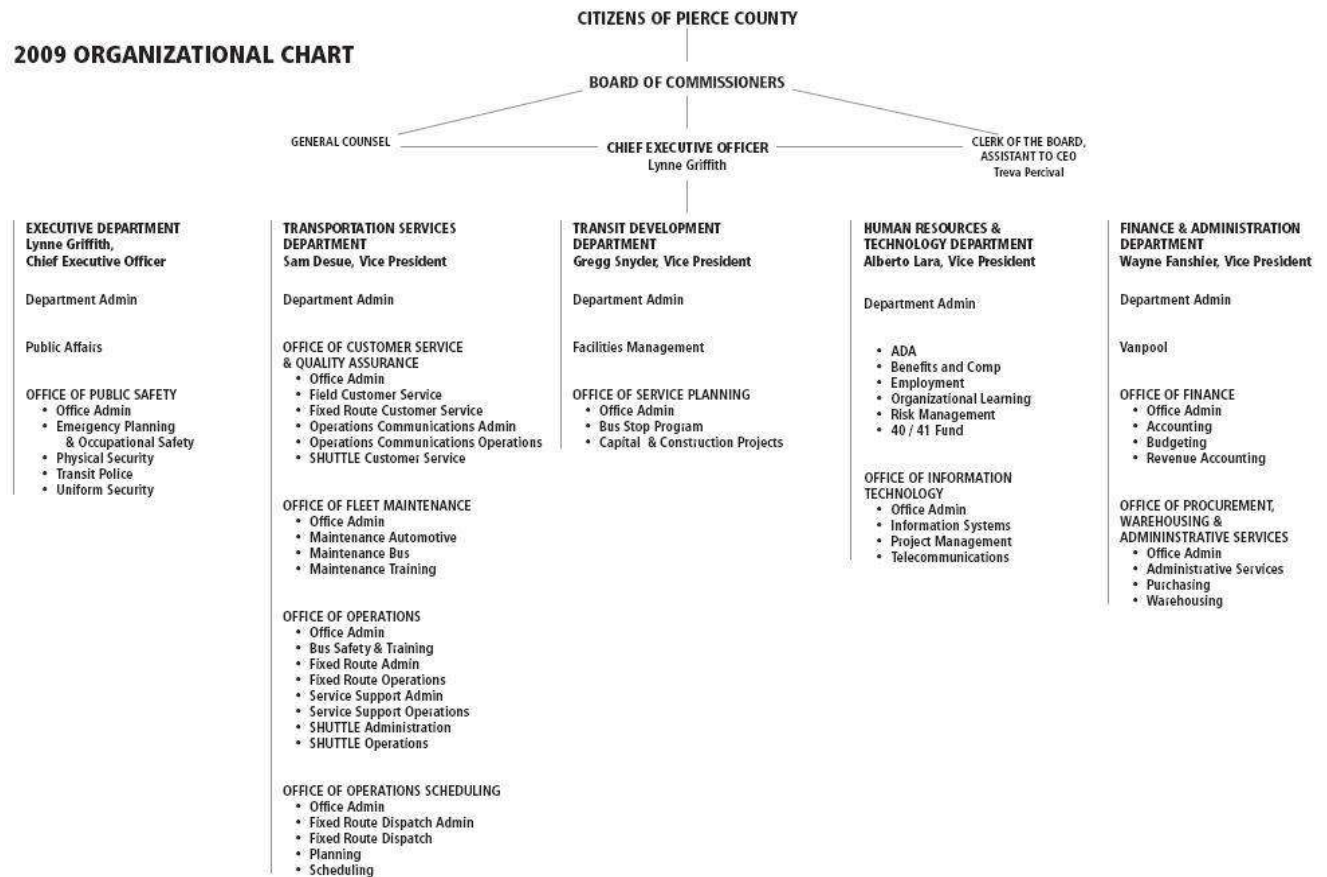 CITIZENS OF PIERCE COUNTY
2009 ORGANIZATIONAL CHART
BOARD OF COMMISSIONERS
GENERAL COUNSEL
CHIEF EXECUTIVE OFFICER
Lynne Griffith
CLERK OF THE BOARD,
ASSISTANT TO CEO
Treva Percival
EXECUTIVE DEPARTMENT
Lynne Griffith,
Chief Executive Officer
Department Admin
Public Affairs
OFFICE OF PUBLIC SAFETY
• Office Admin
• Emergency Planning
& Occupational Safety
• Physical Security
• Transit Police
• Uniform Security
TRANSPORTATION SERVICES
DEPARTMENT
Sam Desue, Vice President
Department Admin
OFFICE OF CUSTOMER SERVICE
& QUALITY ASSURANCE
• Office Admin
• Field Customer Service
• Fixed Route Customer Service
• Operations Communications Admin
• Operations Communications Operations
• SHUTTLE Customer Service
OFFICE OF FLEET MAINTENANCE
• Office Admin
• Maintenance Automotive
• Maintenance Bus
• Maintenance Training
OFFICE OF OPERATIONS
• Office Admin
• Bus Safety & Training
• Fixed Route Admin
• Fixed Route Operations
• Service Support Admin
• Service Support Operations
• SHUTTLE Administration
• SHUTTLE Operations
OFFICE OF OPERATIONS SCHEDULING
• Office Admin
• Fixed Route Dispatch Admin
• Fixed Route Dispatch
• Planning
• Scheduling
TRANSIT DEVELOPMENT
DEPARTMENT
Gregg Snyder, Vice President
Department Admin
Facilities Management
OFFICE OF SERVICE PLANNING
• Office Admin
• Bus Stop Program
• Capital & Construction Projects
HUMAN RESOURCES &
TECHNOLOGY DEPARTMENT
Alberto Lara, Vice President
Department Admin
• ADA
• Benefits and Comp
• Employment
• Organizational Learning
• Risk Management
• 40 / 41 Fund
OFFICE OF INFORMATION
TECHNOLOGY
• Office Admin
• Information Systems
• Project Management
• Telecommunications
FINANCE & ADMINISTRATION
DEPARTMENT
Wayne Fanshier, Vice President
Department Admin
Vanpool
OFFICE OF FINANCE
• Office Admin
• Accounting
• Budgeting
• Revenue Accounting
OFFICE OF PROCUREMENT,
WAREHOUSING &
ADMININSTRATIVE SERVICES
• Office Admin
• Administrative Services
• Purchasing
• Warehousing